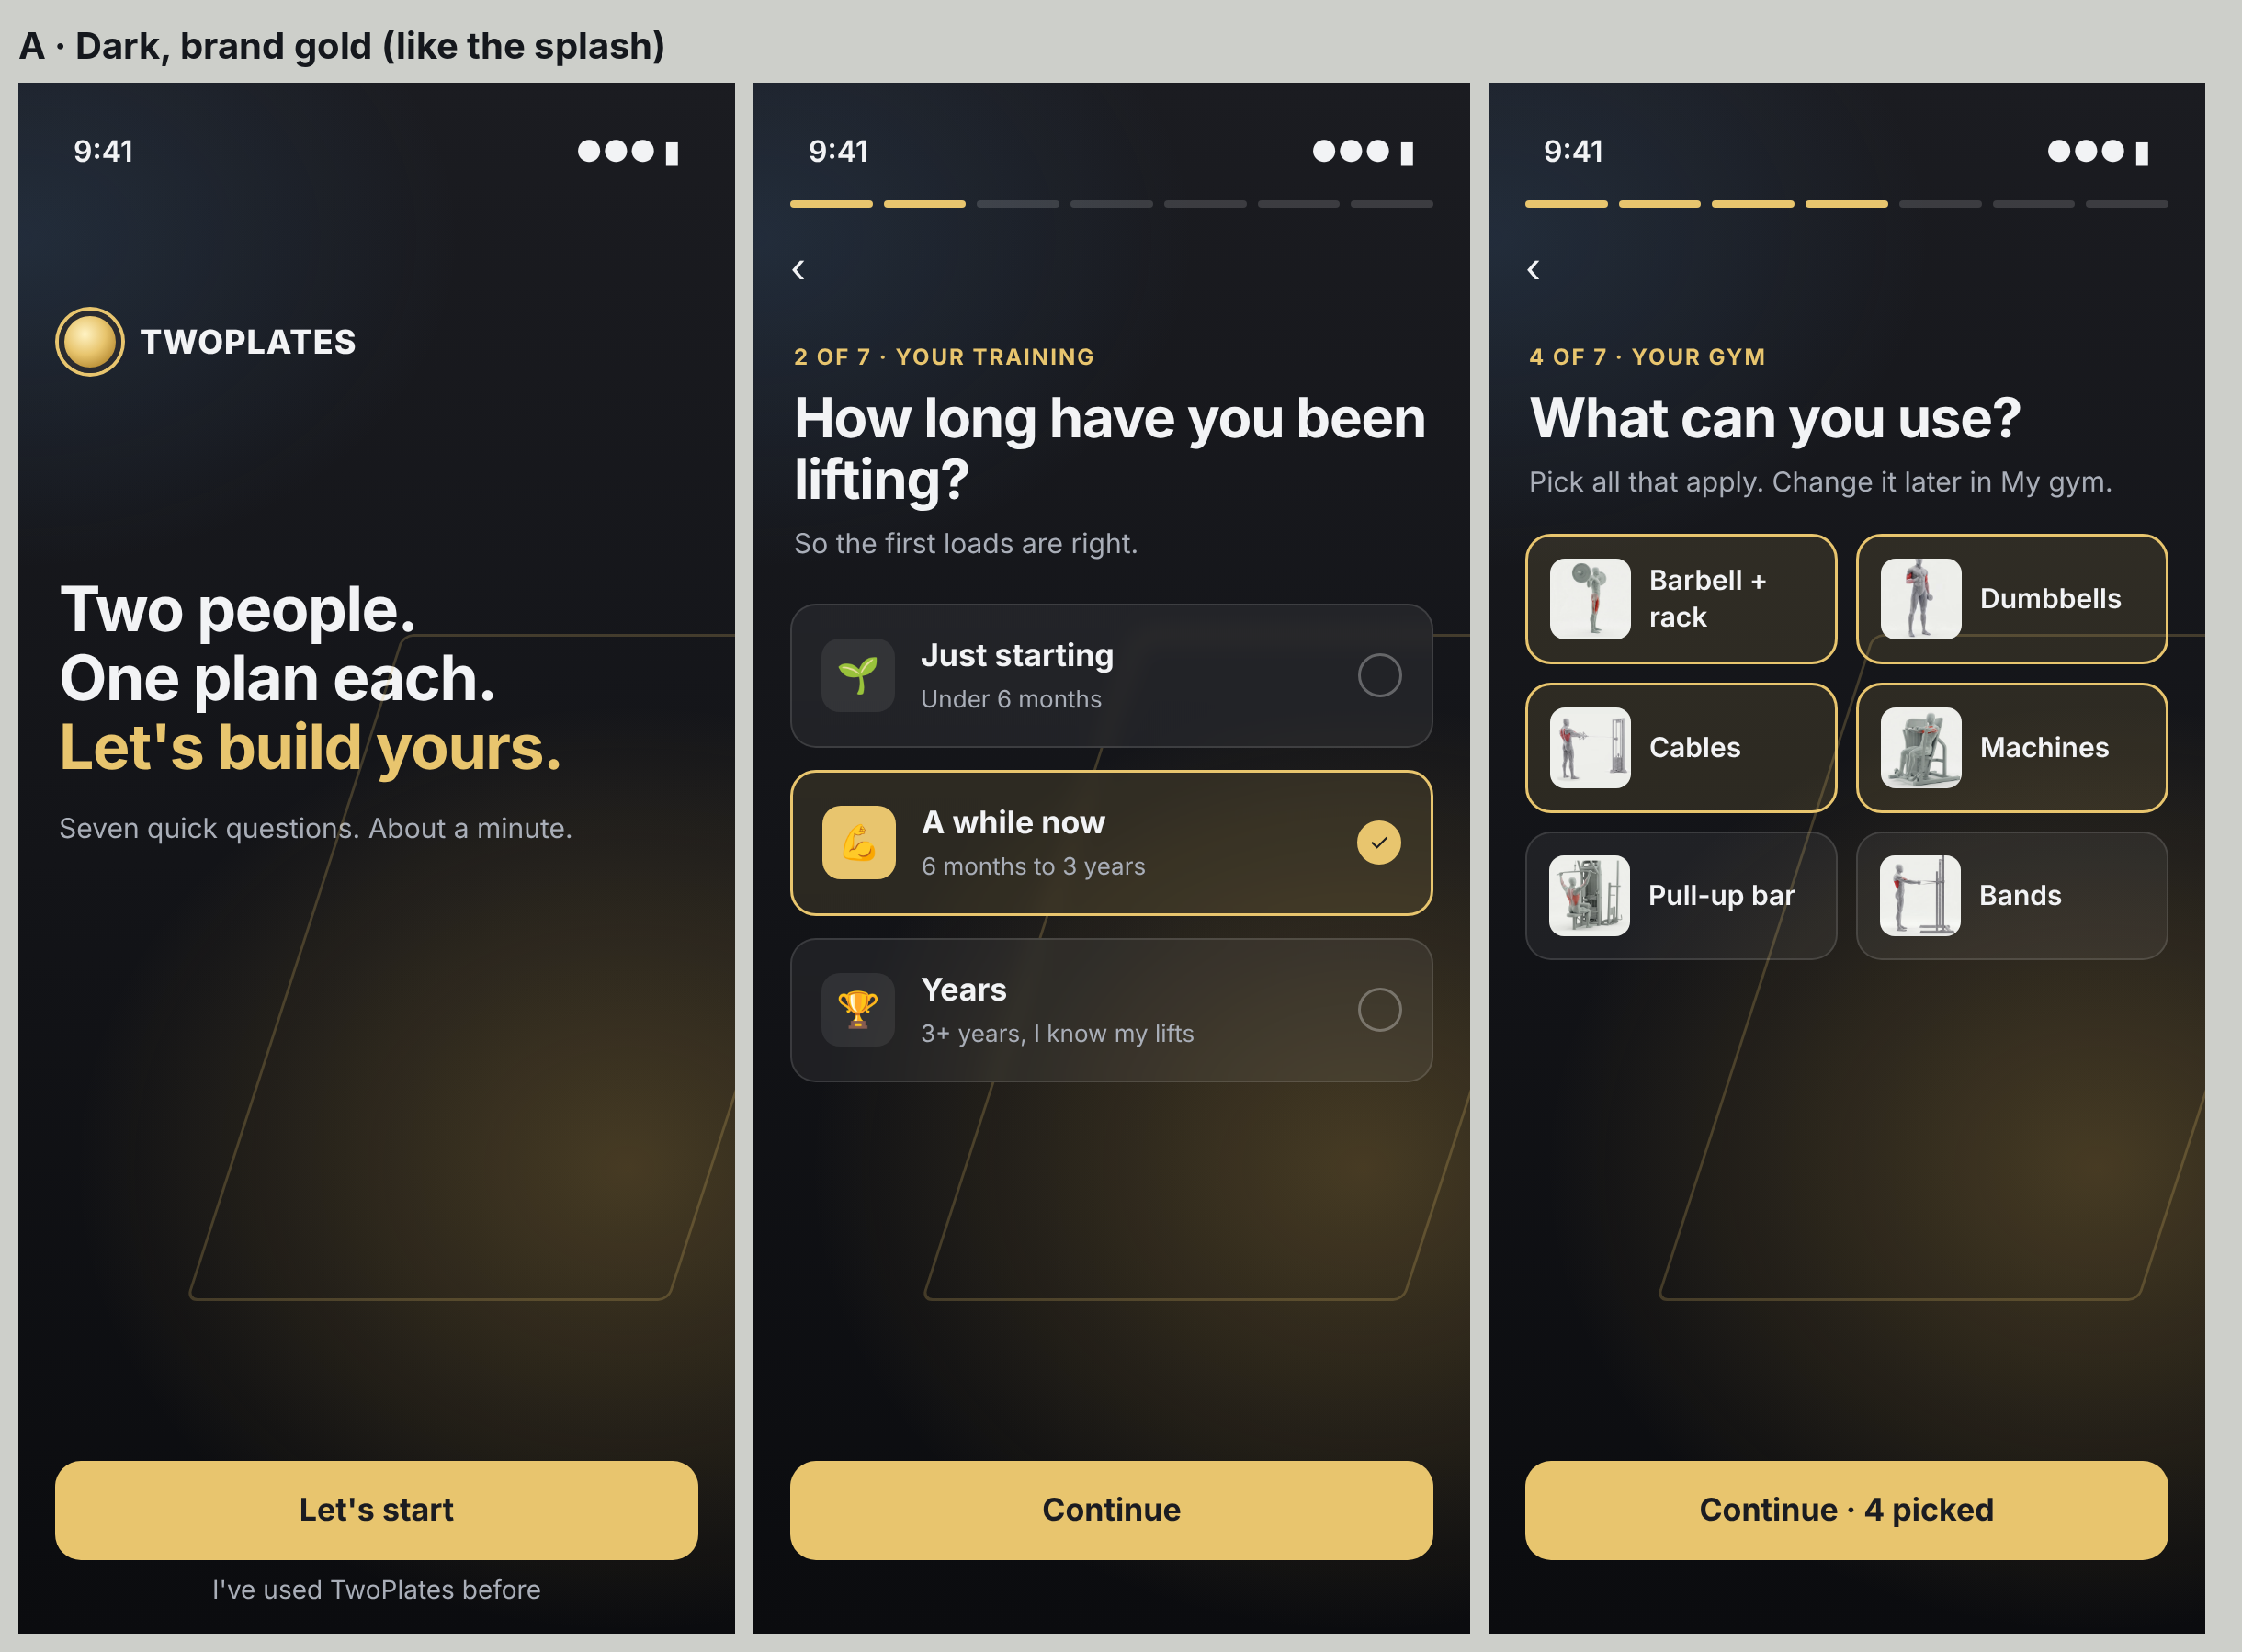 A · Dark, brand gold (like the splash)
9:41
TWOPLATES
Two people.
One plan each.
Let's build yours.
Seven quick questions. About a minute.
Let's start
I've used TwoPlates before
9:41
2 OF 7 · YOUR TRAINING
How long have you been
lifting?
So the first loads are right.
Just starting
Under 6 months
A while now
6 months to 3 years
Years
3+ years, I know my lifts
Continue
9:41
4 OF 7 · YOUR GYM
What can you use?
Pick all that apply. Change it later in My gym.
Barbell +
rack
Dumbbells
Cables
Machines
Pull-up bar
Bands
Continue · 4 picked